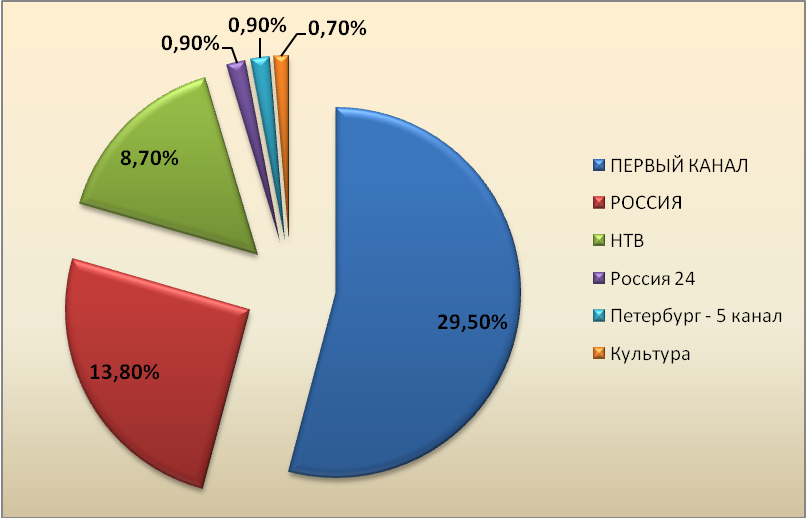 0,90%
0,90%
0,70%
8,70%
29,50%
13,80%
ПЕРВЫЙ КАНАЛ
РОССИЯ
НТВ
Россия 24
Петербург - 5 канал
Культура